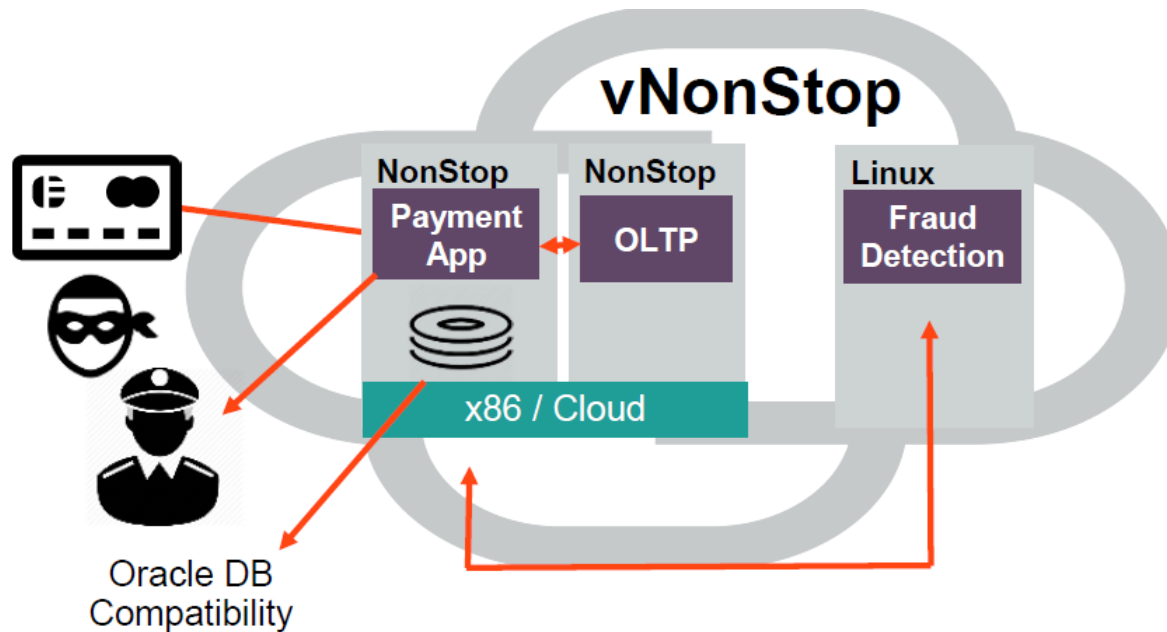 vNonStop
NonStop
Payment
App
NonStop
OLTP
Linux
Fraud
Detection
x86 / Cloud
Oracle DB
Compatibility